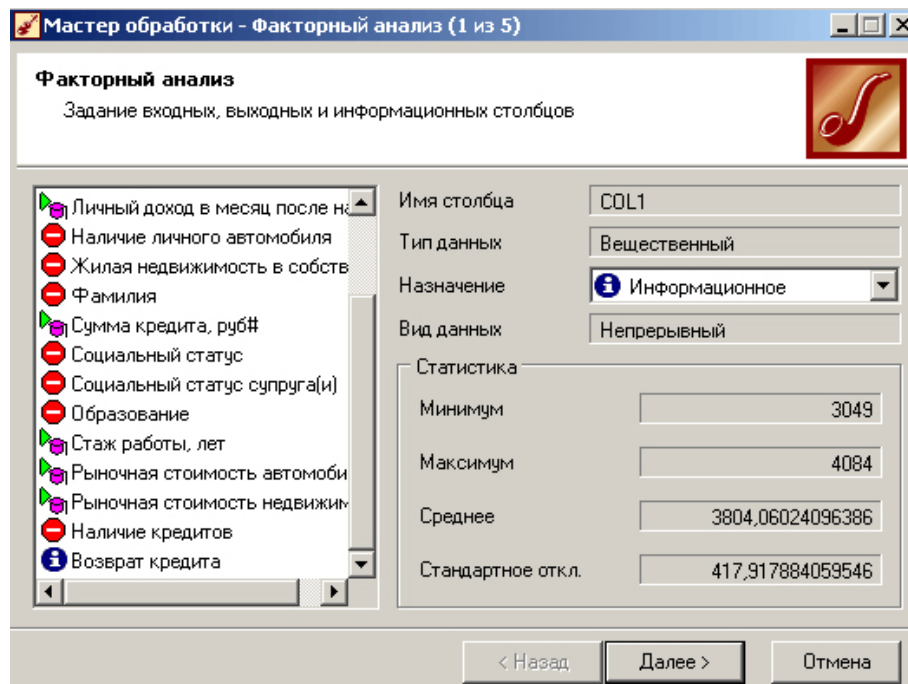 Мастер обработки - Факторный анализ (1 из 5)
Факторный анализ
Задание входных, выходных и информационных столбцов
Личный доход в месяц после на
Наличие личного автомобиля
Жилая недвижимость в собств
Фамилия
Сумма кредита, руб#
Социальный статус
Социальный статус супруга(и)
Образование
Стаж работы, лет
Рыночная стоимость автомоби
Рыночная стоимость недвижим
Наличие кредитов
Возврат кредита
Имя столбца COL1
Тип данных Вещественный
Назначение Информационное
Вид данных Непрерывный
Статистика
Минимум 3049
Максимум 4084
Среднее 3804,06024096386
Стандартное откл. 417,917884059546
< Назад Далее > Отмена